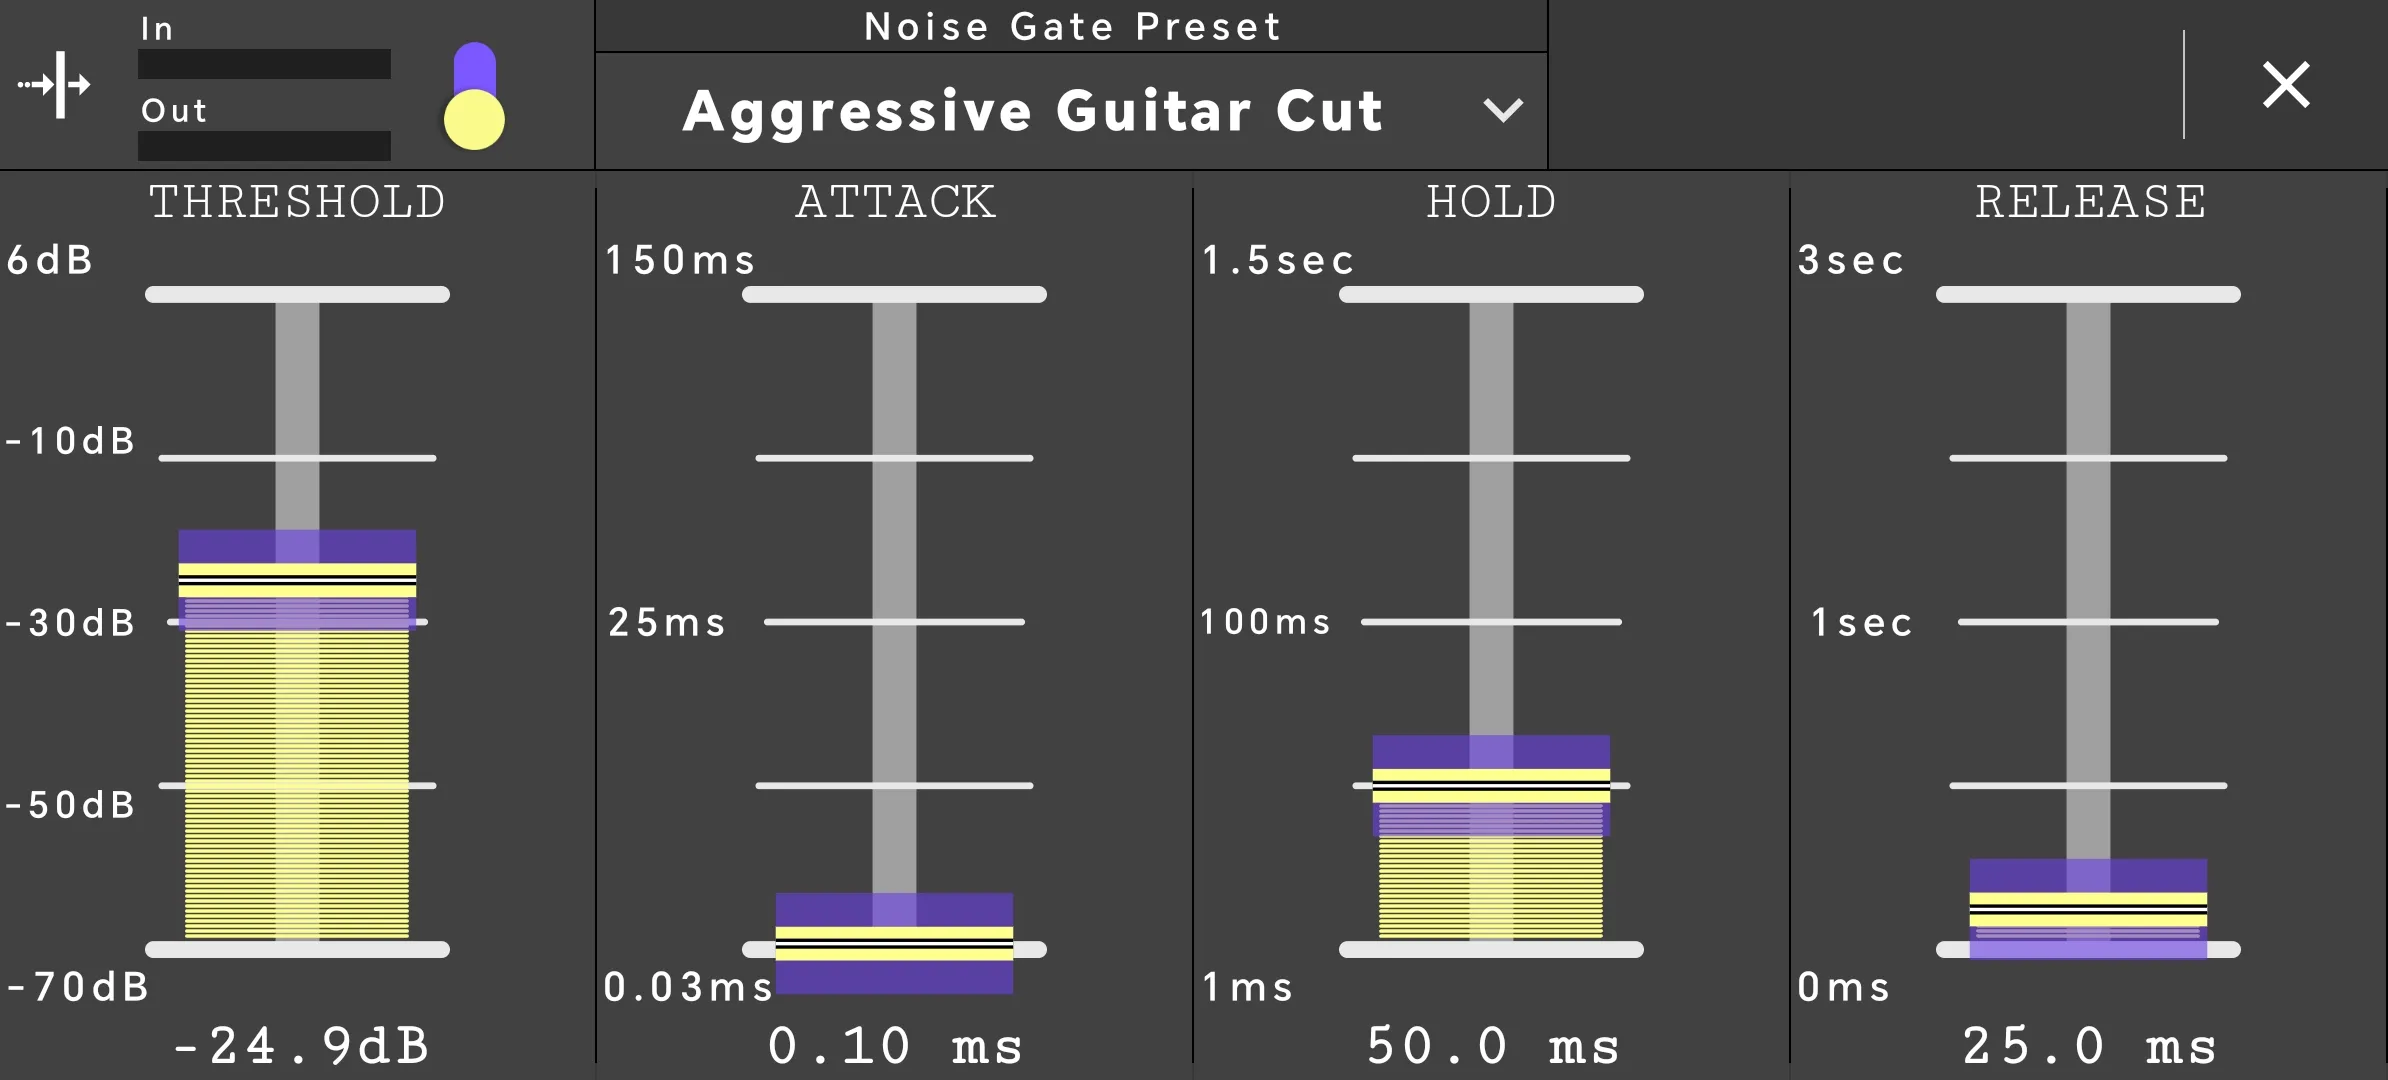 In
Out
Noise Gate Preset
Aggressive Guitar Cut
THRESHOLD
6dB
-10dB
-30dB
-50dB
-70dB
-24.9dB
ATTACK
150ms
25ms
0.03ms
0.10 ms
HOLD
1.5sec
100ms
1ms
50.0 ms
RELEASE
3sec
1sec
0ms
25.0 ms